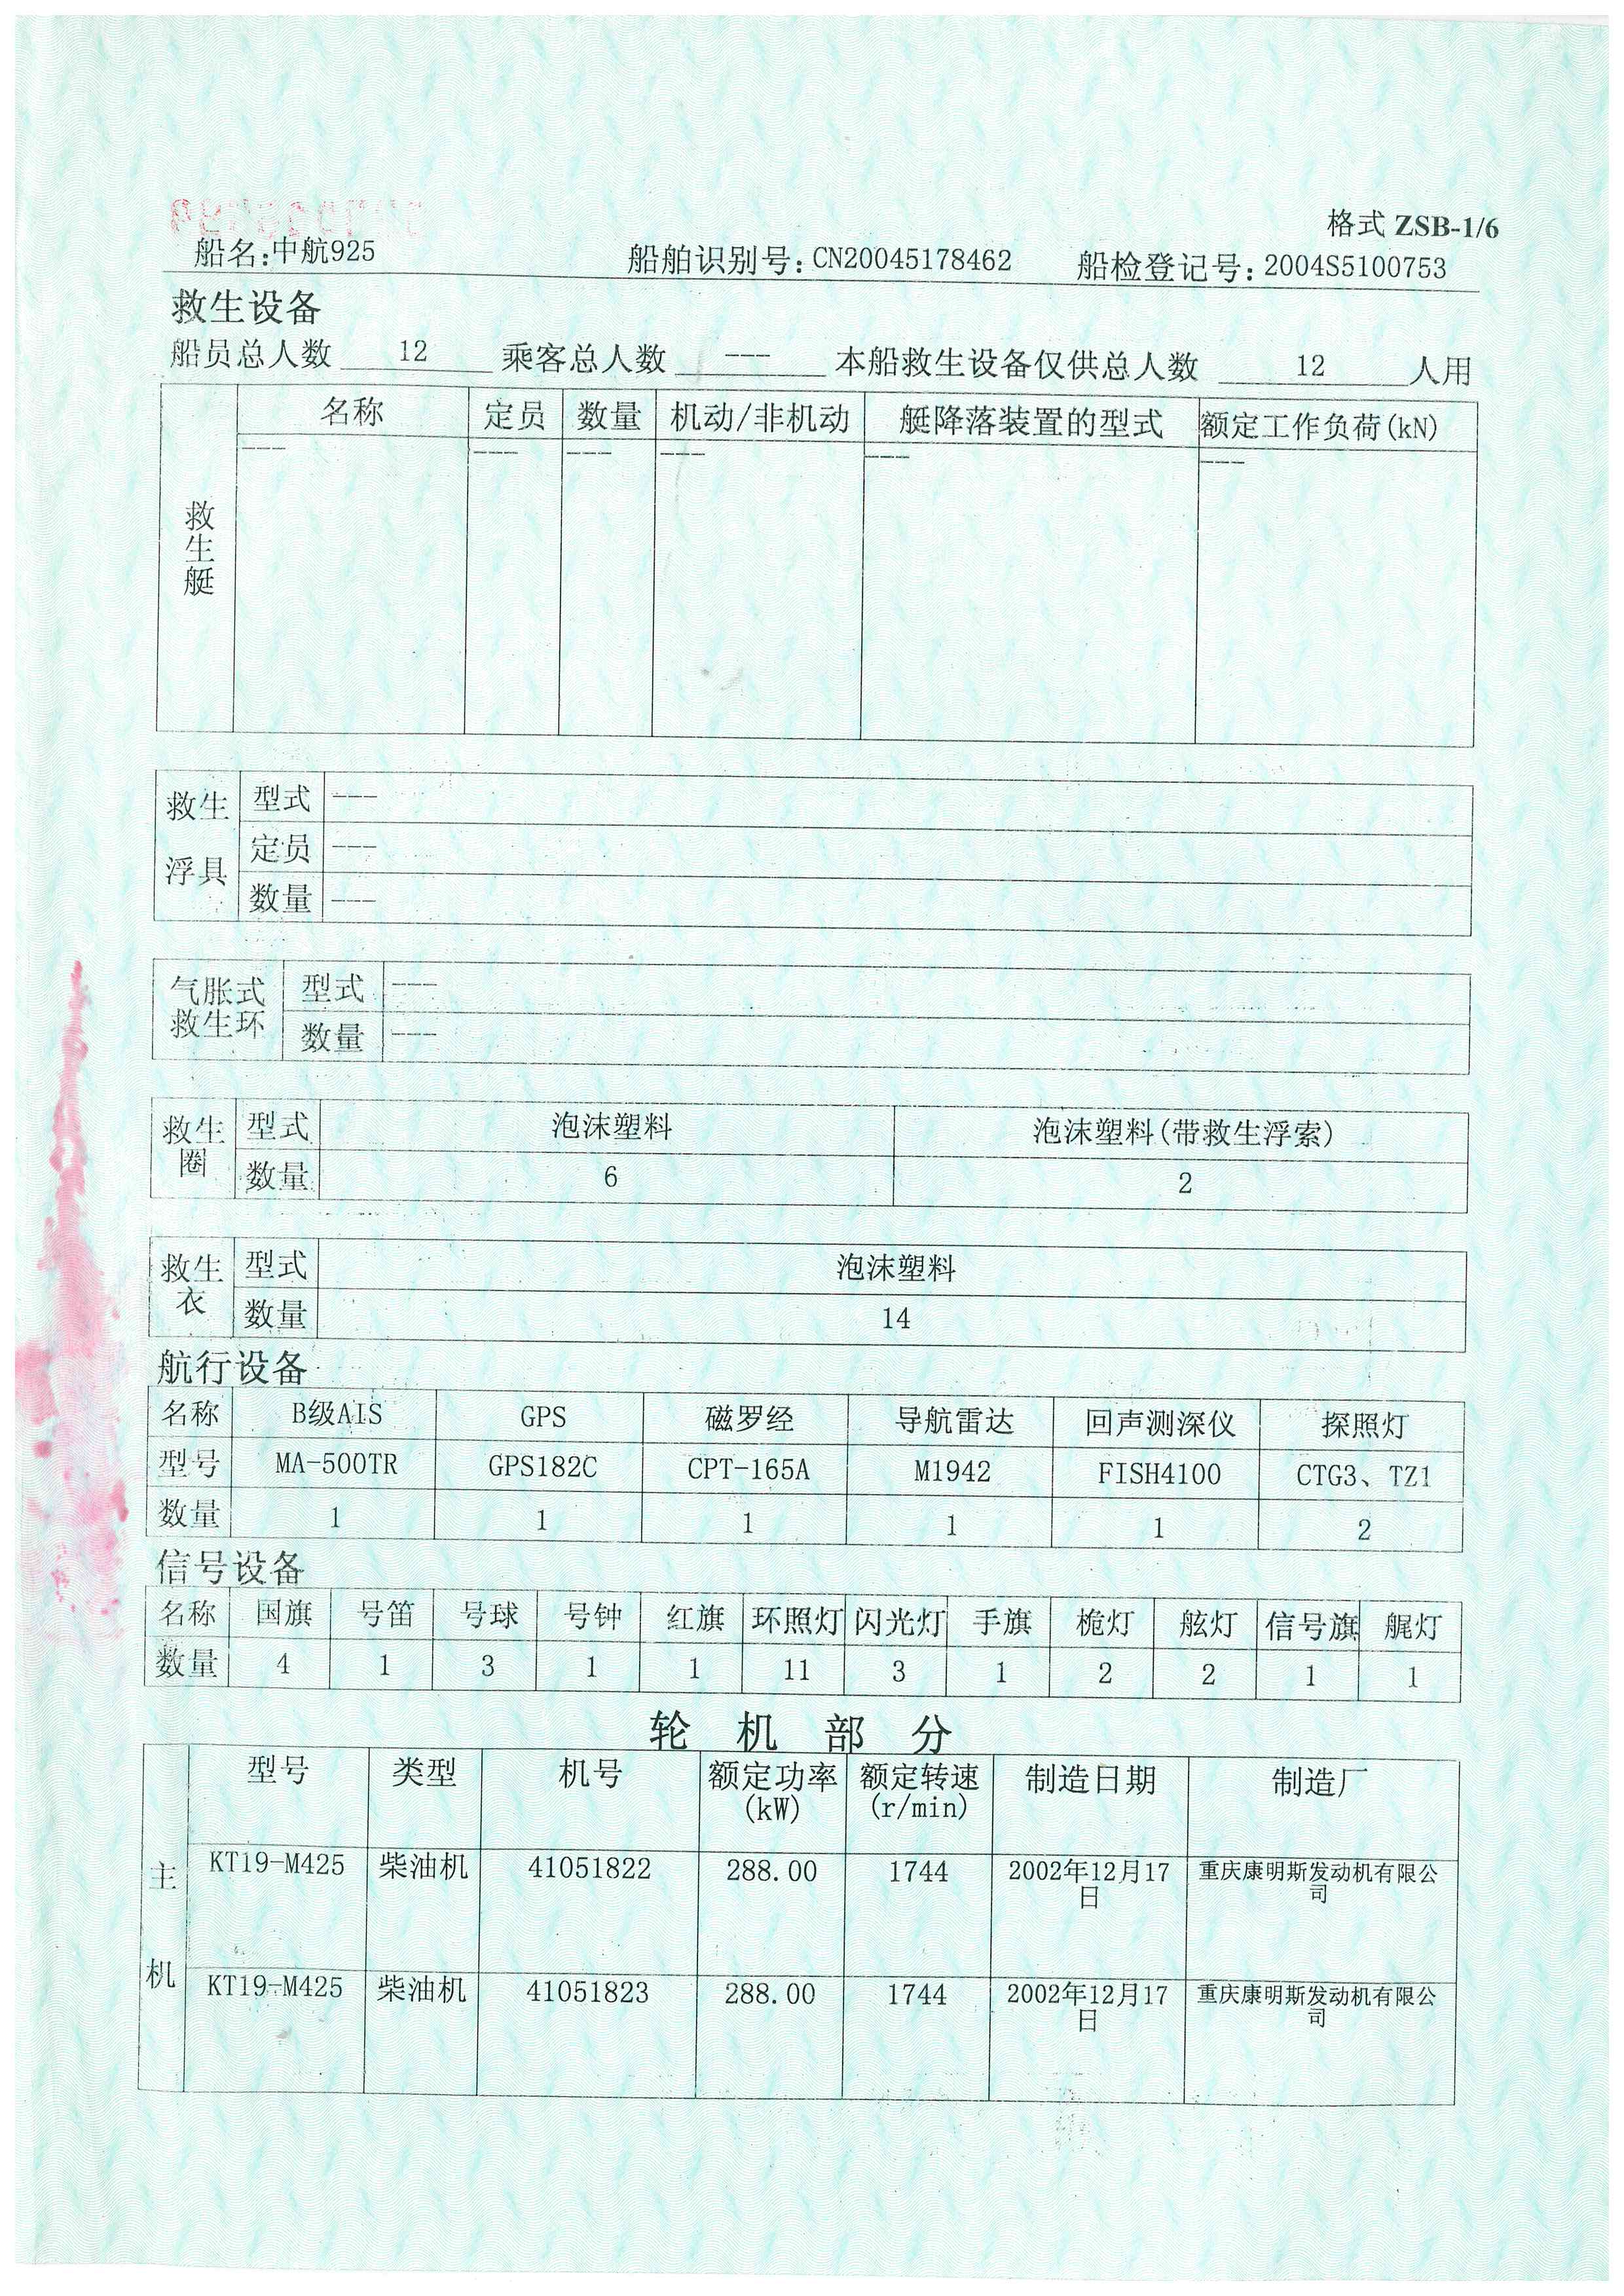 格式 ZSB-1/6
船名:中航925 船舶识别号:CN20045178462 船检登记号:2004S5100753
救生设备
船员总人数 12 乘客总人数 --- 本船救生设备仅供总人数 12 人用
救生艇 名称 定员 数量 机动/非机动 艇降落装置的型式 额定工作负荷(kN)
--- --- --- --- --- ---
救生浮具 型式 ---
定员 ---
数量 ---
气胀式救生环 型式 ---
数量 ---
救生圈 型式 泡沫塑料 泡沫塑料(带救生浮索)
数量 6 2
救生衣 型式 泡沫塑料
数量 14
航行设备
名称 B级AIS GPS 磁罗经 导航雷达 回声测深仪 探照灯
型号 MA-500TR GPS182C CPT-165A M1942 FISH4100 CTG3、TZ1
数量 1 1 1 1 1 2
信号设备
名称 国旗 号笛 号球 号钟 红旗 环照灯 闪光灯 手旗 桅灯 舷灯 信号旗 艉灯
数量 4 1 3 1 1 11 3 1 2 2 1 1
轮机部分
主机 型号 类型 机号 额定功率(kW) 额定转速(r/min) 制造日期 制造厂
KT19-M425 柴油机 41051822 288.00 1744 2002年12月17日 重庆康明斯发动机有限公司
KT19-M425 柴油机 41051823 288.00 1744 2002年12月17日 重庆康明斯发动机有限公司